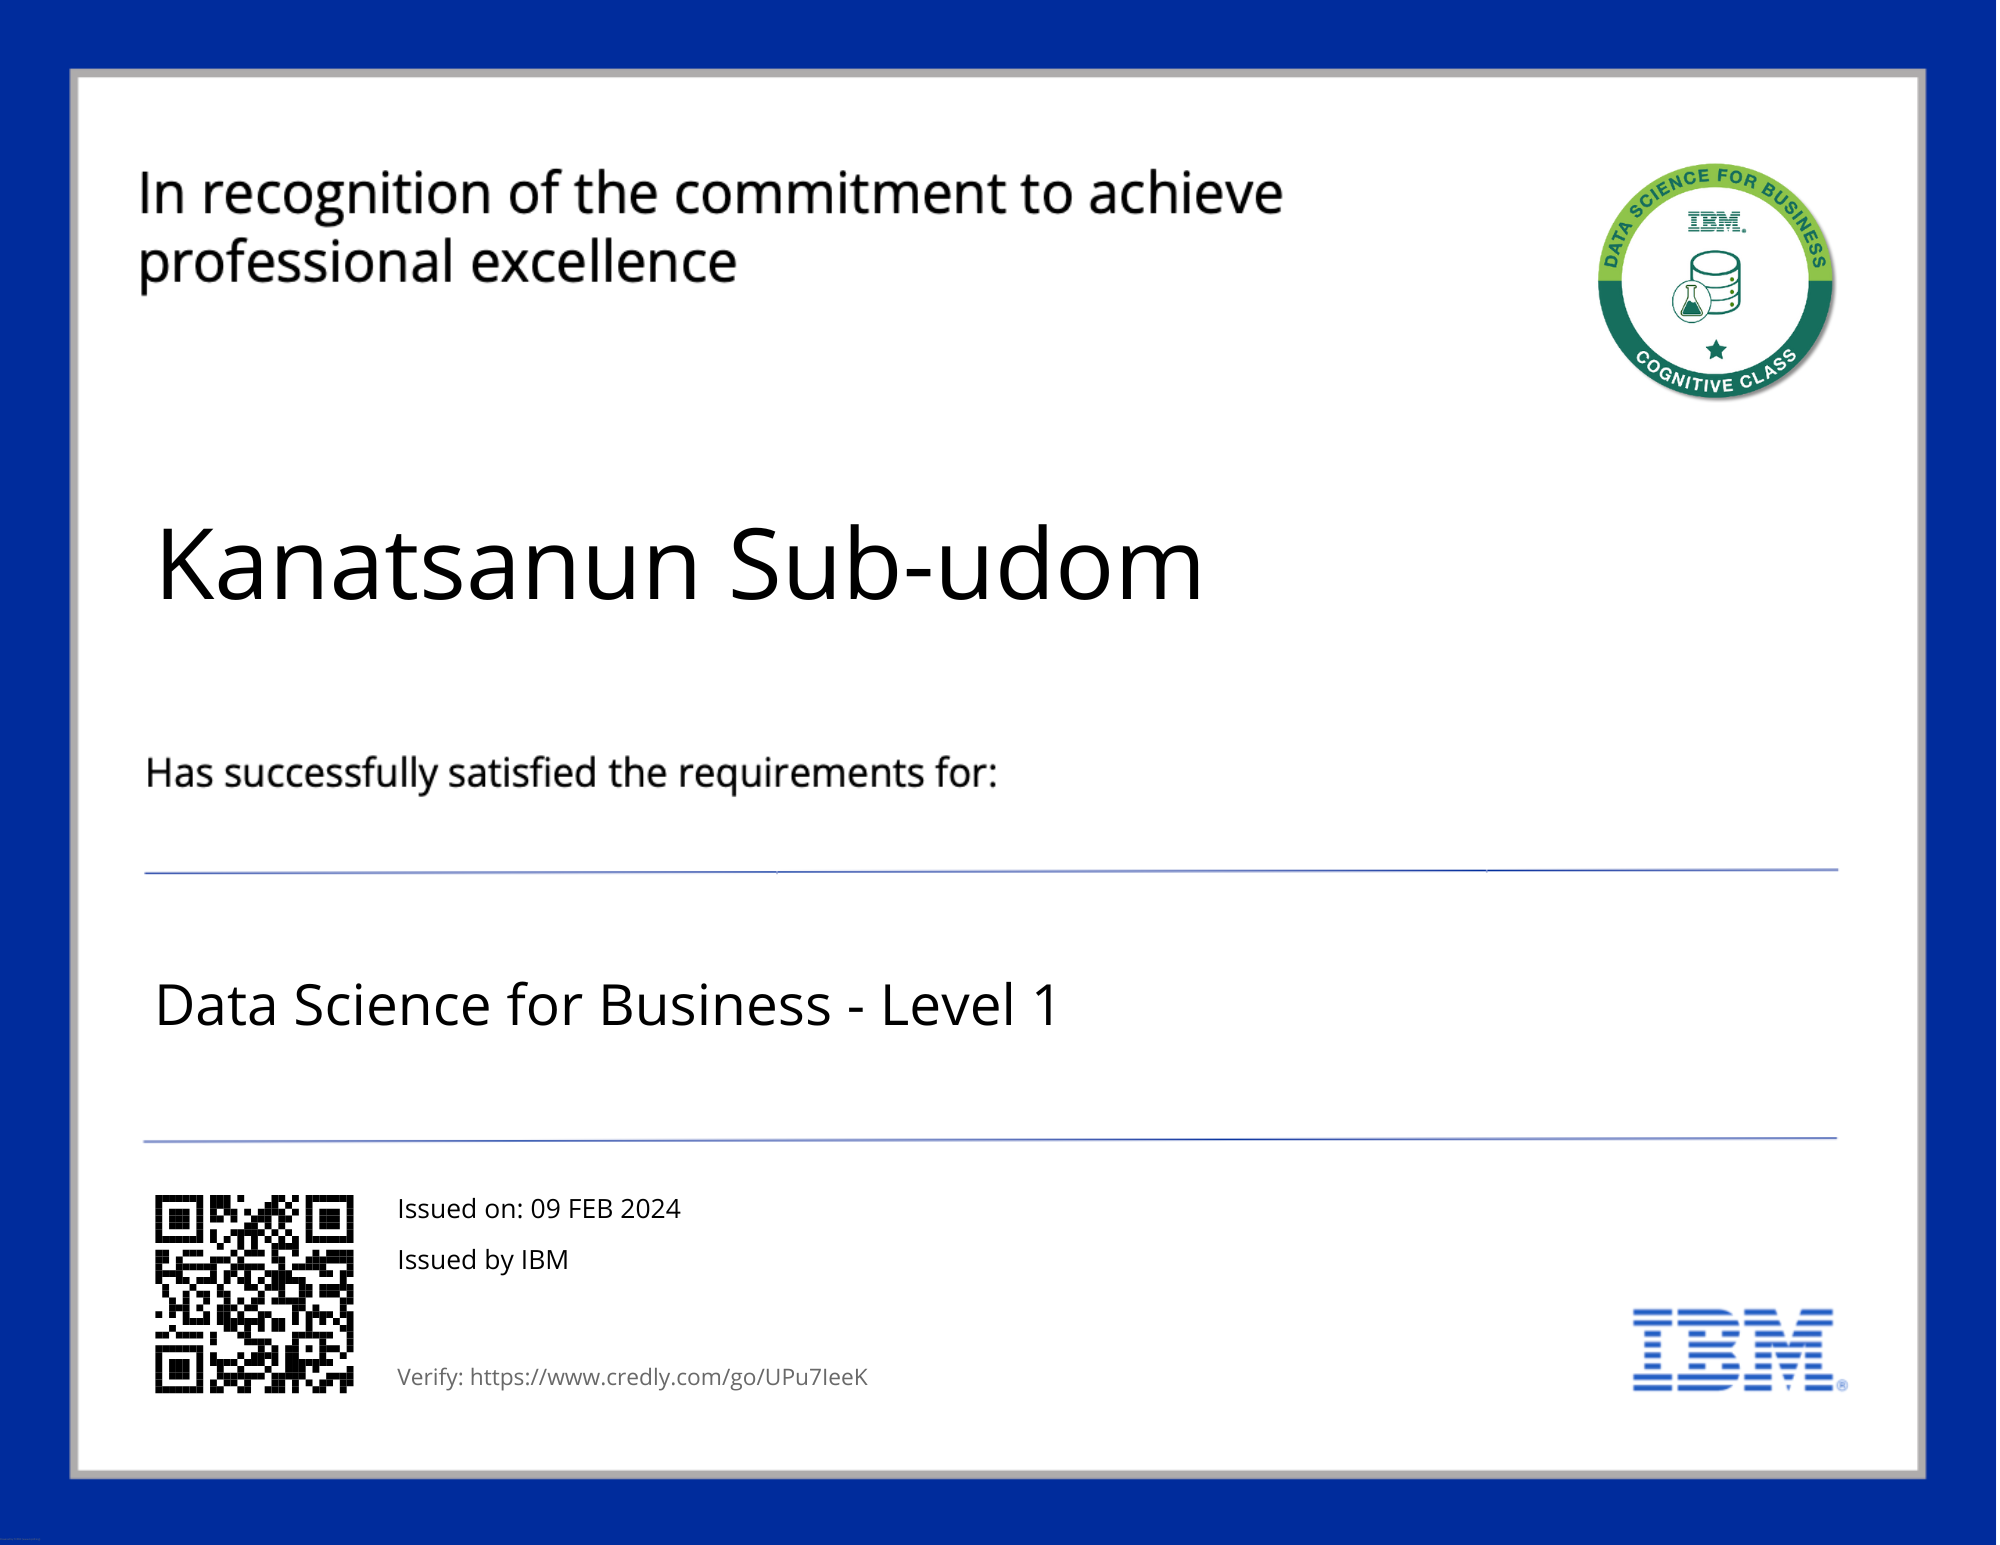 In recognition of the commitment to achieve
professional excellence
DATA SCIENCE FOR BUSINESS
IBM.
COGNITIVE CLASS
Kanatsanun Sub-udom
Has successfully satisfied the requirements for:
Data Science for Business - Level 1
Issued on: 09 FEB 2024
Issued by IBM
Verify: https://www.credly.com/go/UPu7IeeK
IBM®